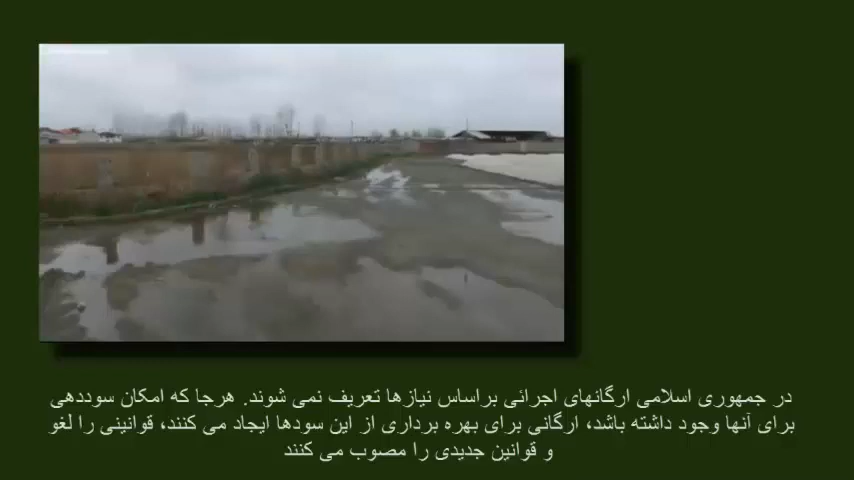 در جمهوری اسلامی ارگانهای اجرائی براساس نیازها تعریف نمی شوند. هرجا که امکان سوددهی
برای آنها وجود داشته باشد، ارگانی برای بهره برداری از این سودها ایجاد می کنند، قوانینی را لغو
و قوانین جدیدی را مصوب می کنند